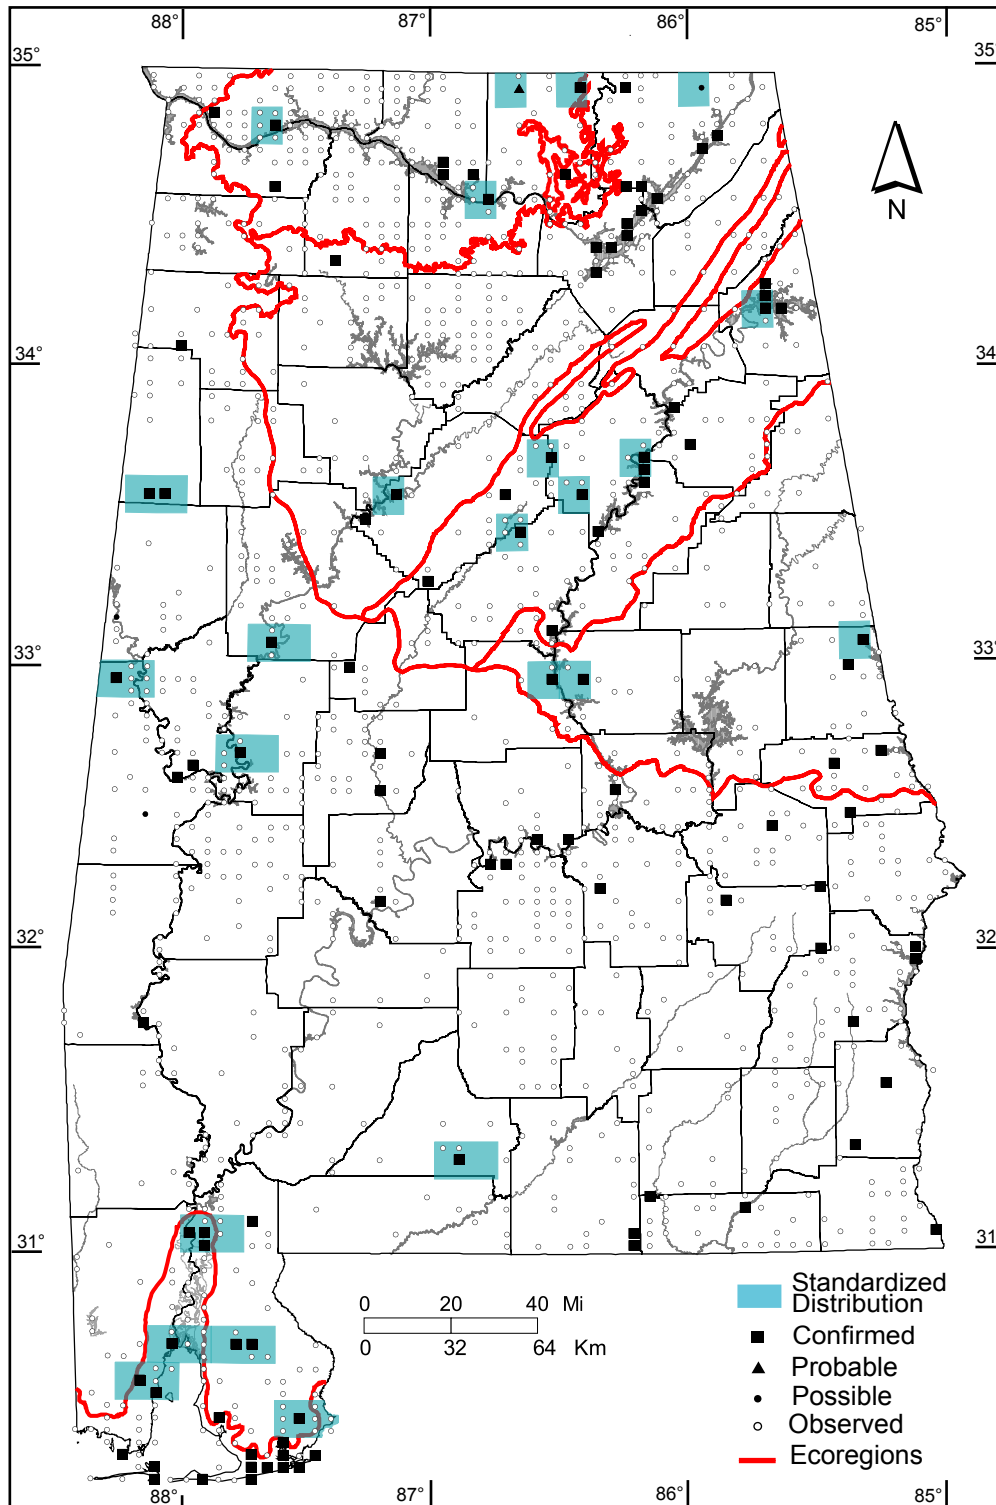 88° 87° 86° 85°
35° 35°
N
34° 34
33° 33°
32° 32
31° 31
0 20 40 Mi
0 32 64 Km
Standardized
Distribution
Confirmed
Probable
Possible
Observed
Ecoregions
88° 87° 86° 85°